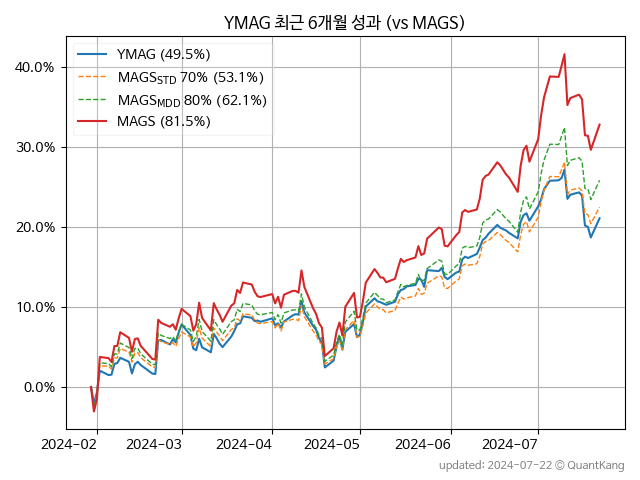 YMAG 최근 6개월 성과 (vs MAGS)
YMAG (49.5%)
MAGS_STD 70% (53.1%)
MAGS_MDD 80% (62.1%)
MAGS (81.5%)
40.0%
30.0%
20.0%
10.0%
0.0%
2024-02 2024-03 2024-04 2024-05 2024-06 2024-07
updated: 2024-07-22 © QuantKang